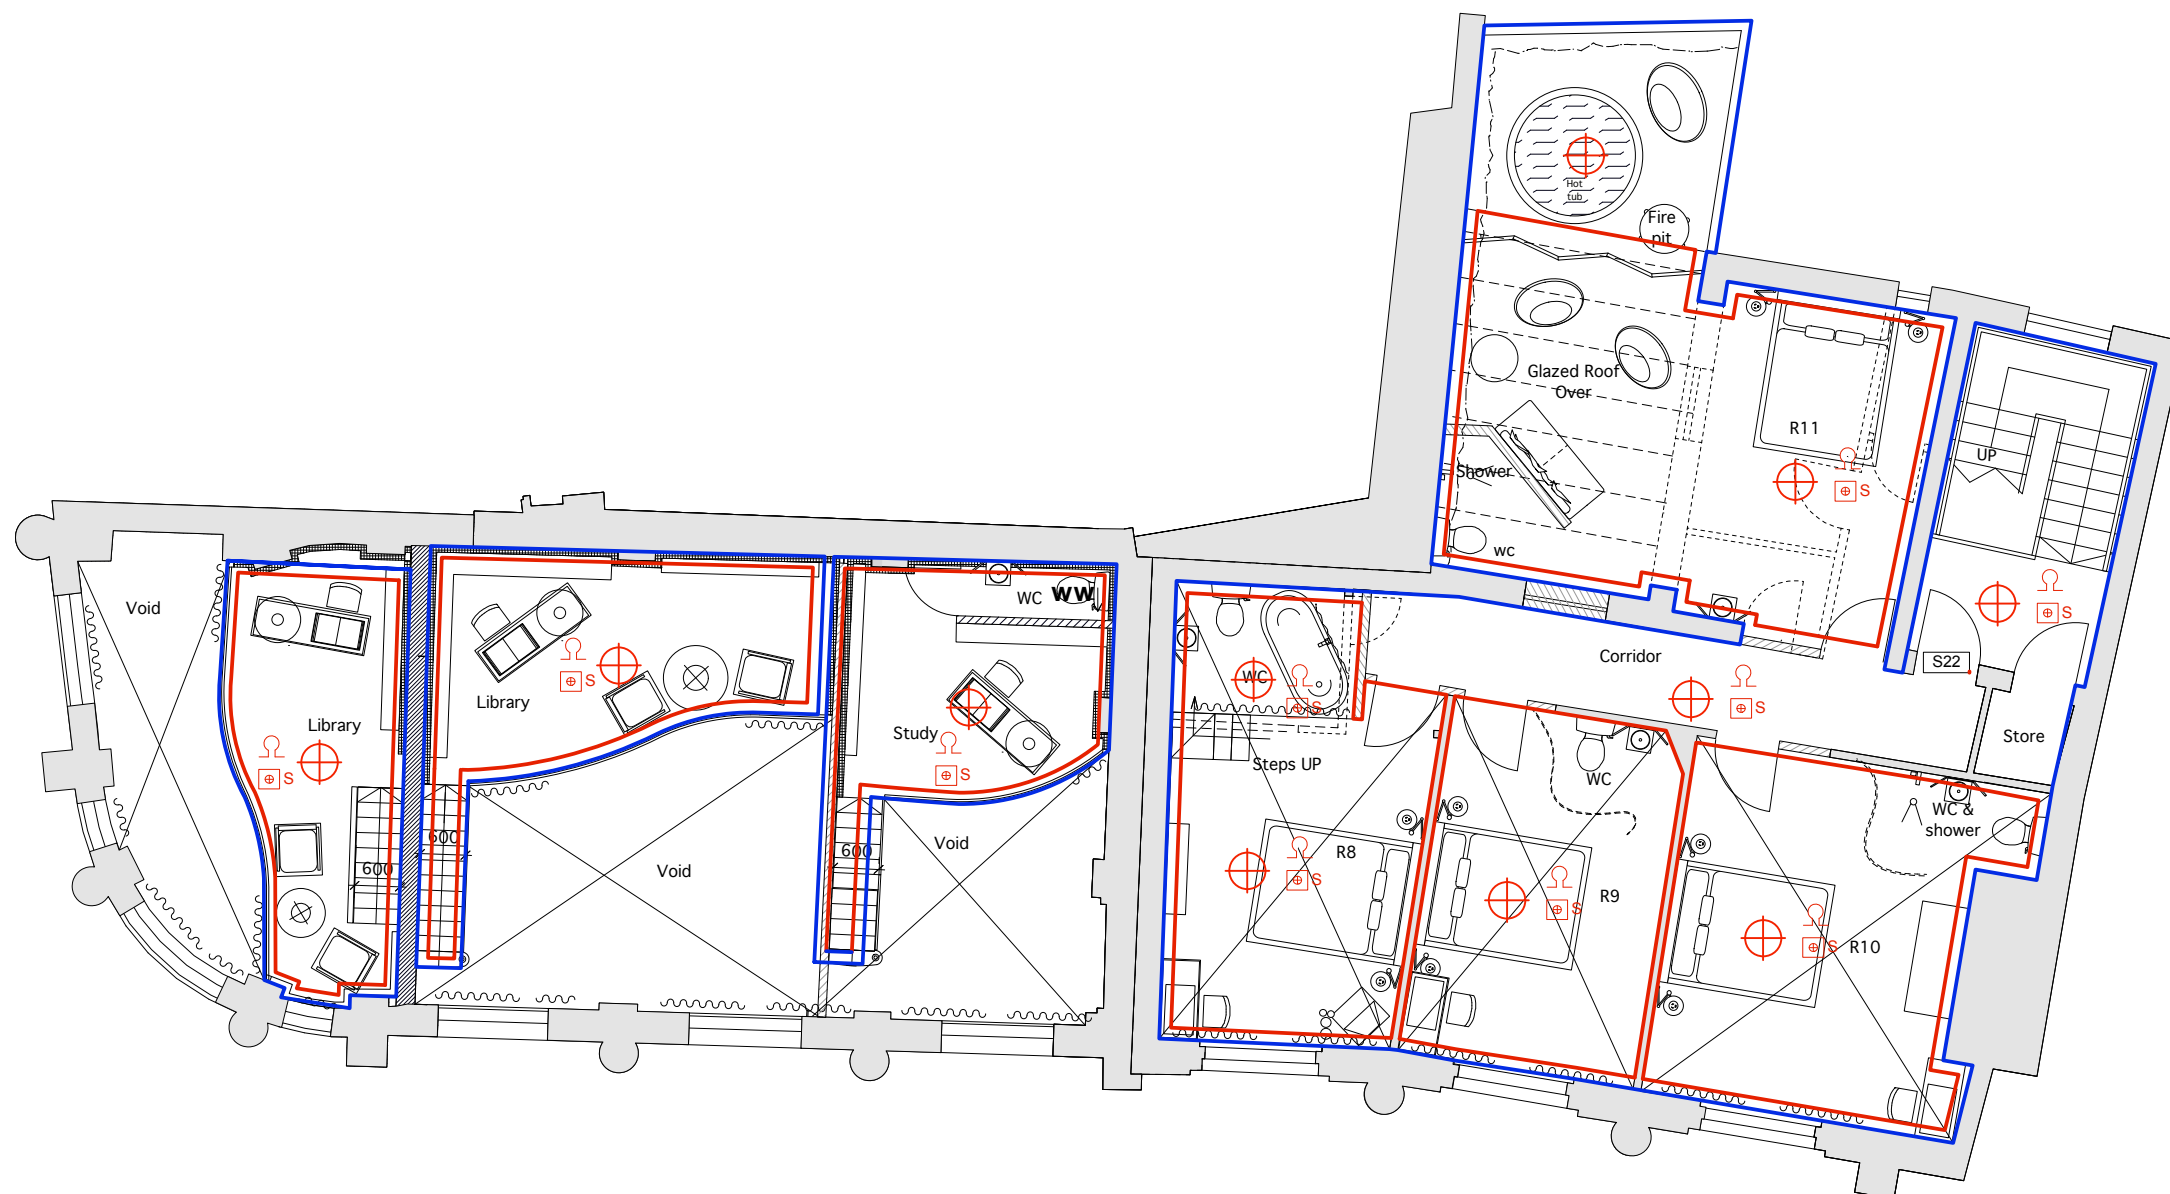 Void
Library
S
600
Library
S
600
Void
WC
ww
Study
S
600
Void
Hot
tub
Fire
pit
Glazed Roof
Over
Shower
wc
R11
S
UP
S
S22
Corridor
S
Store
WC
S
Steps UP
R8
S
WC
R9
S
WC &
shower
R10
S